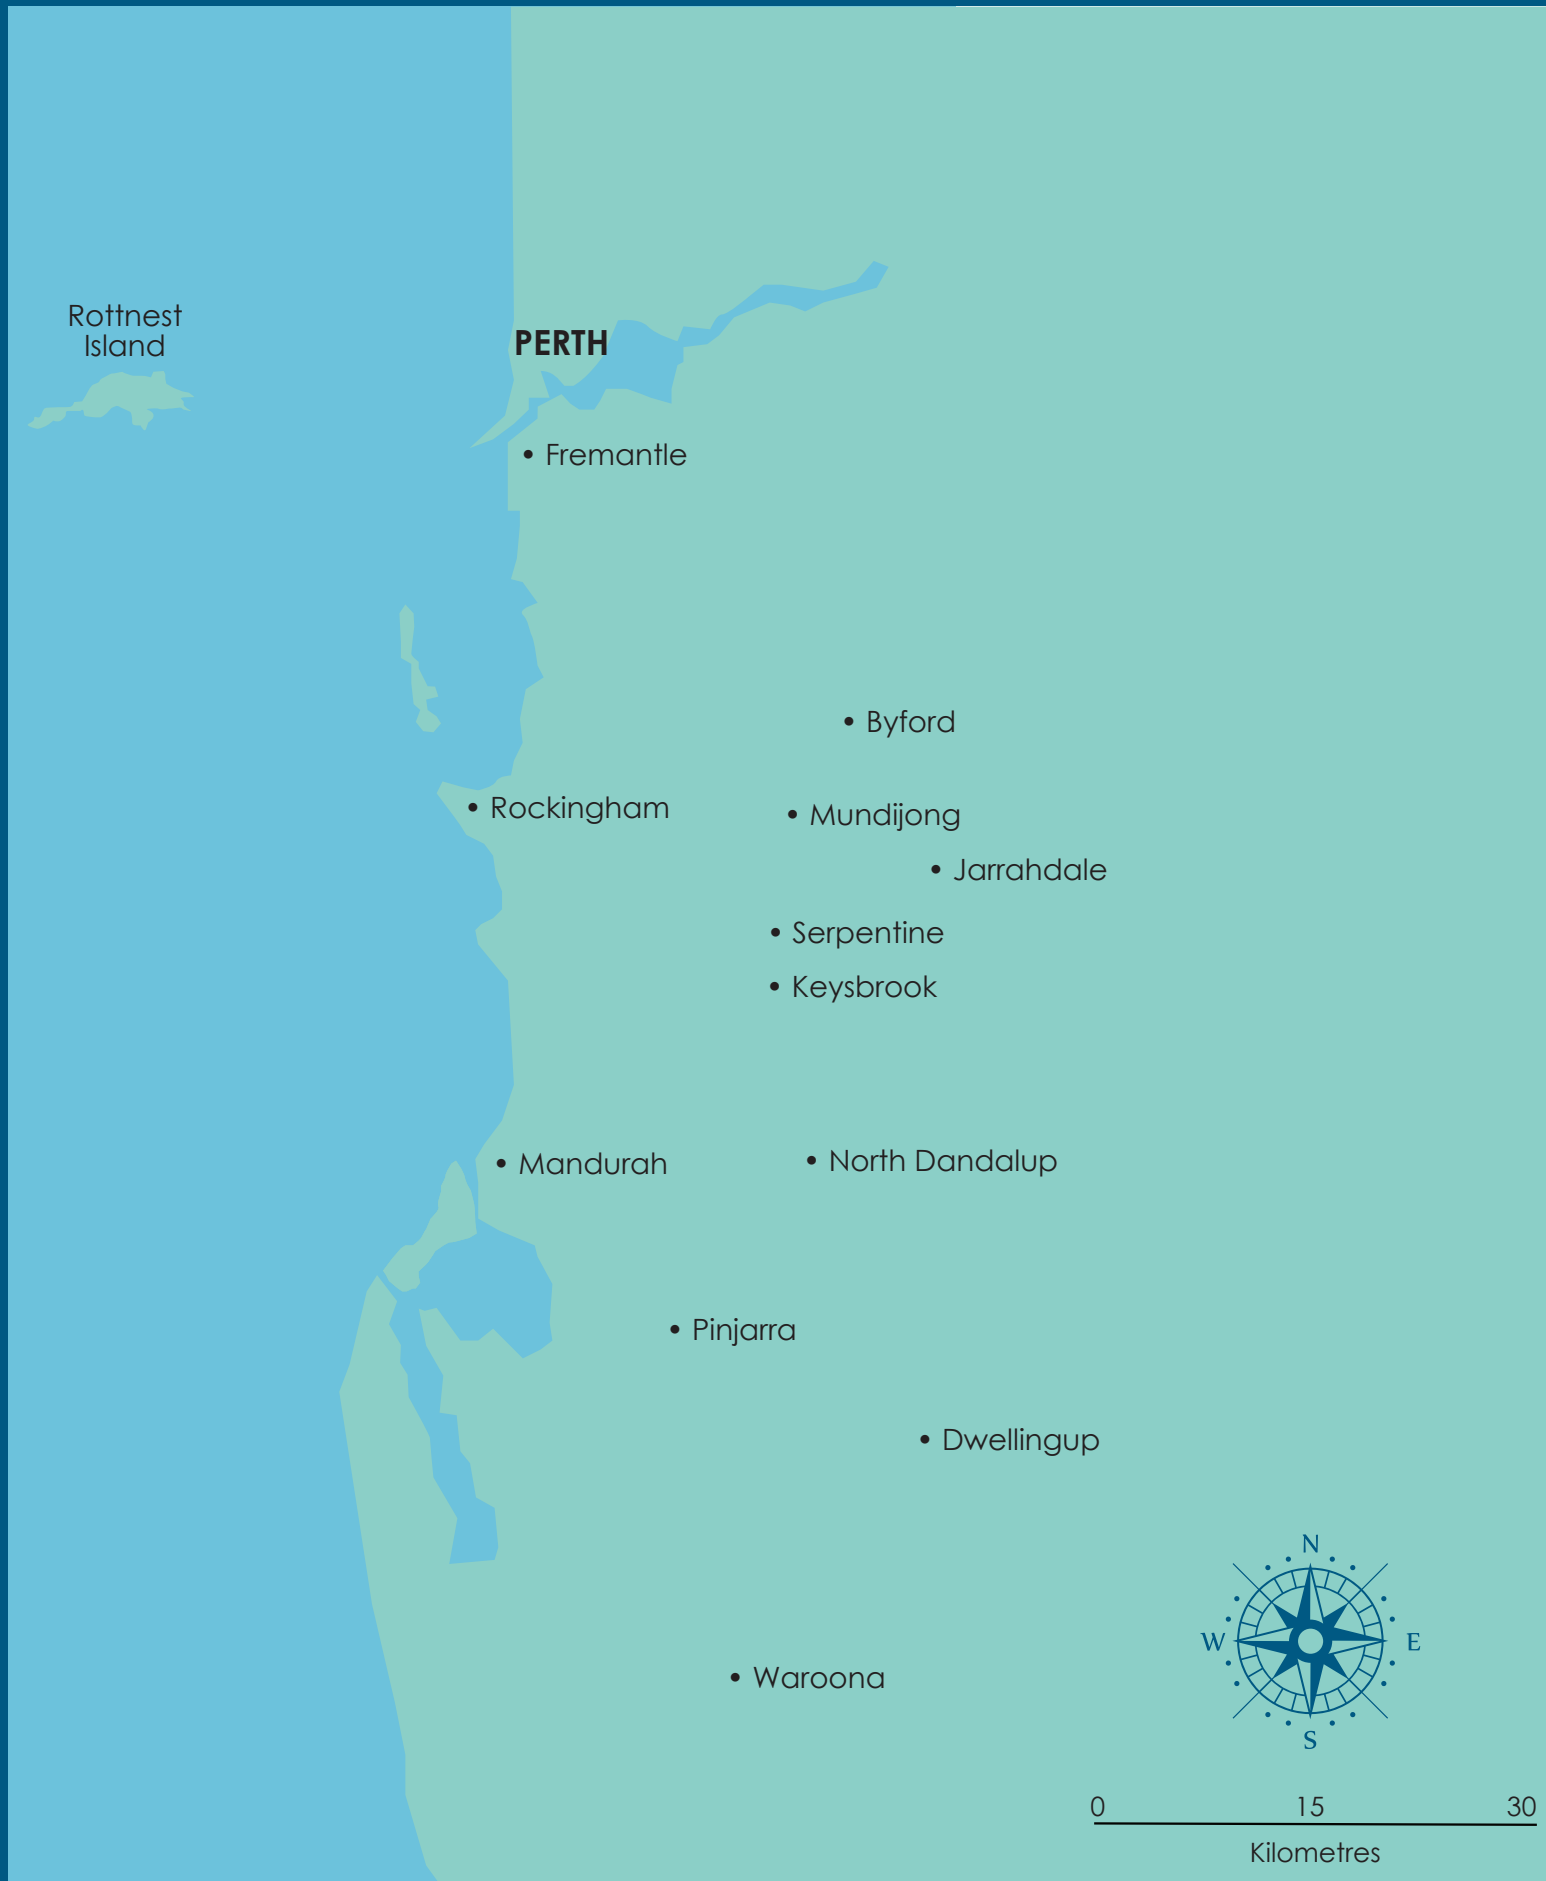 Rottnest
Island
PERTH
• Fremantle
• Byford
• Rockingham
• Mundijong
• Jarrahdale
• Serpentine
• Keysbrook
• Mandurah
• North Dandalup
• Pinjarra
• Dwellingup
N
W
E
• Waroona
S
0 15 30
Kilometres